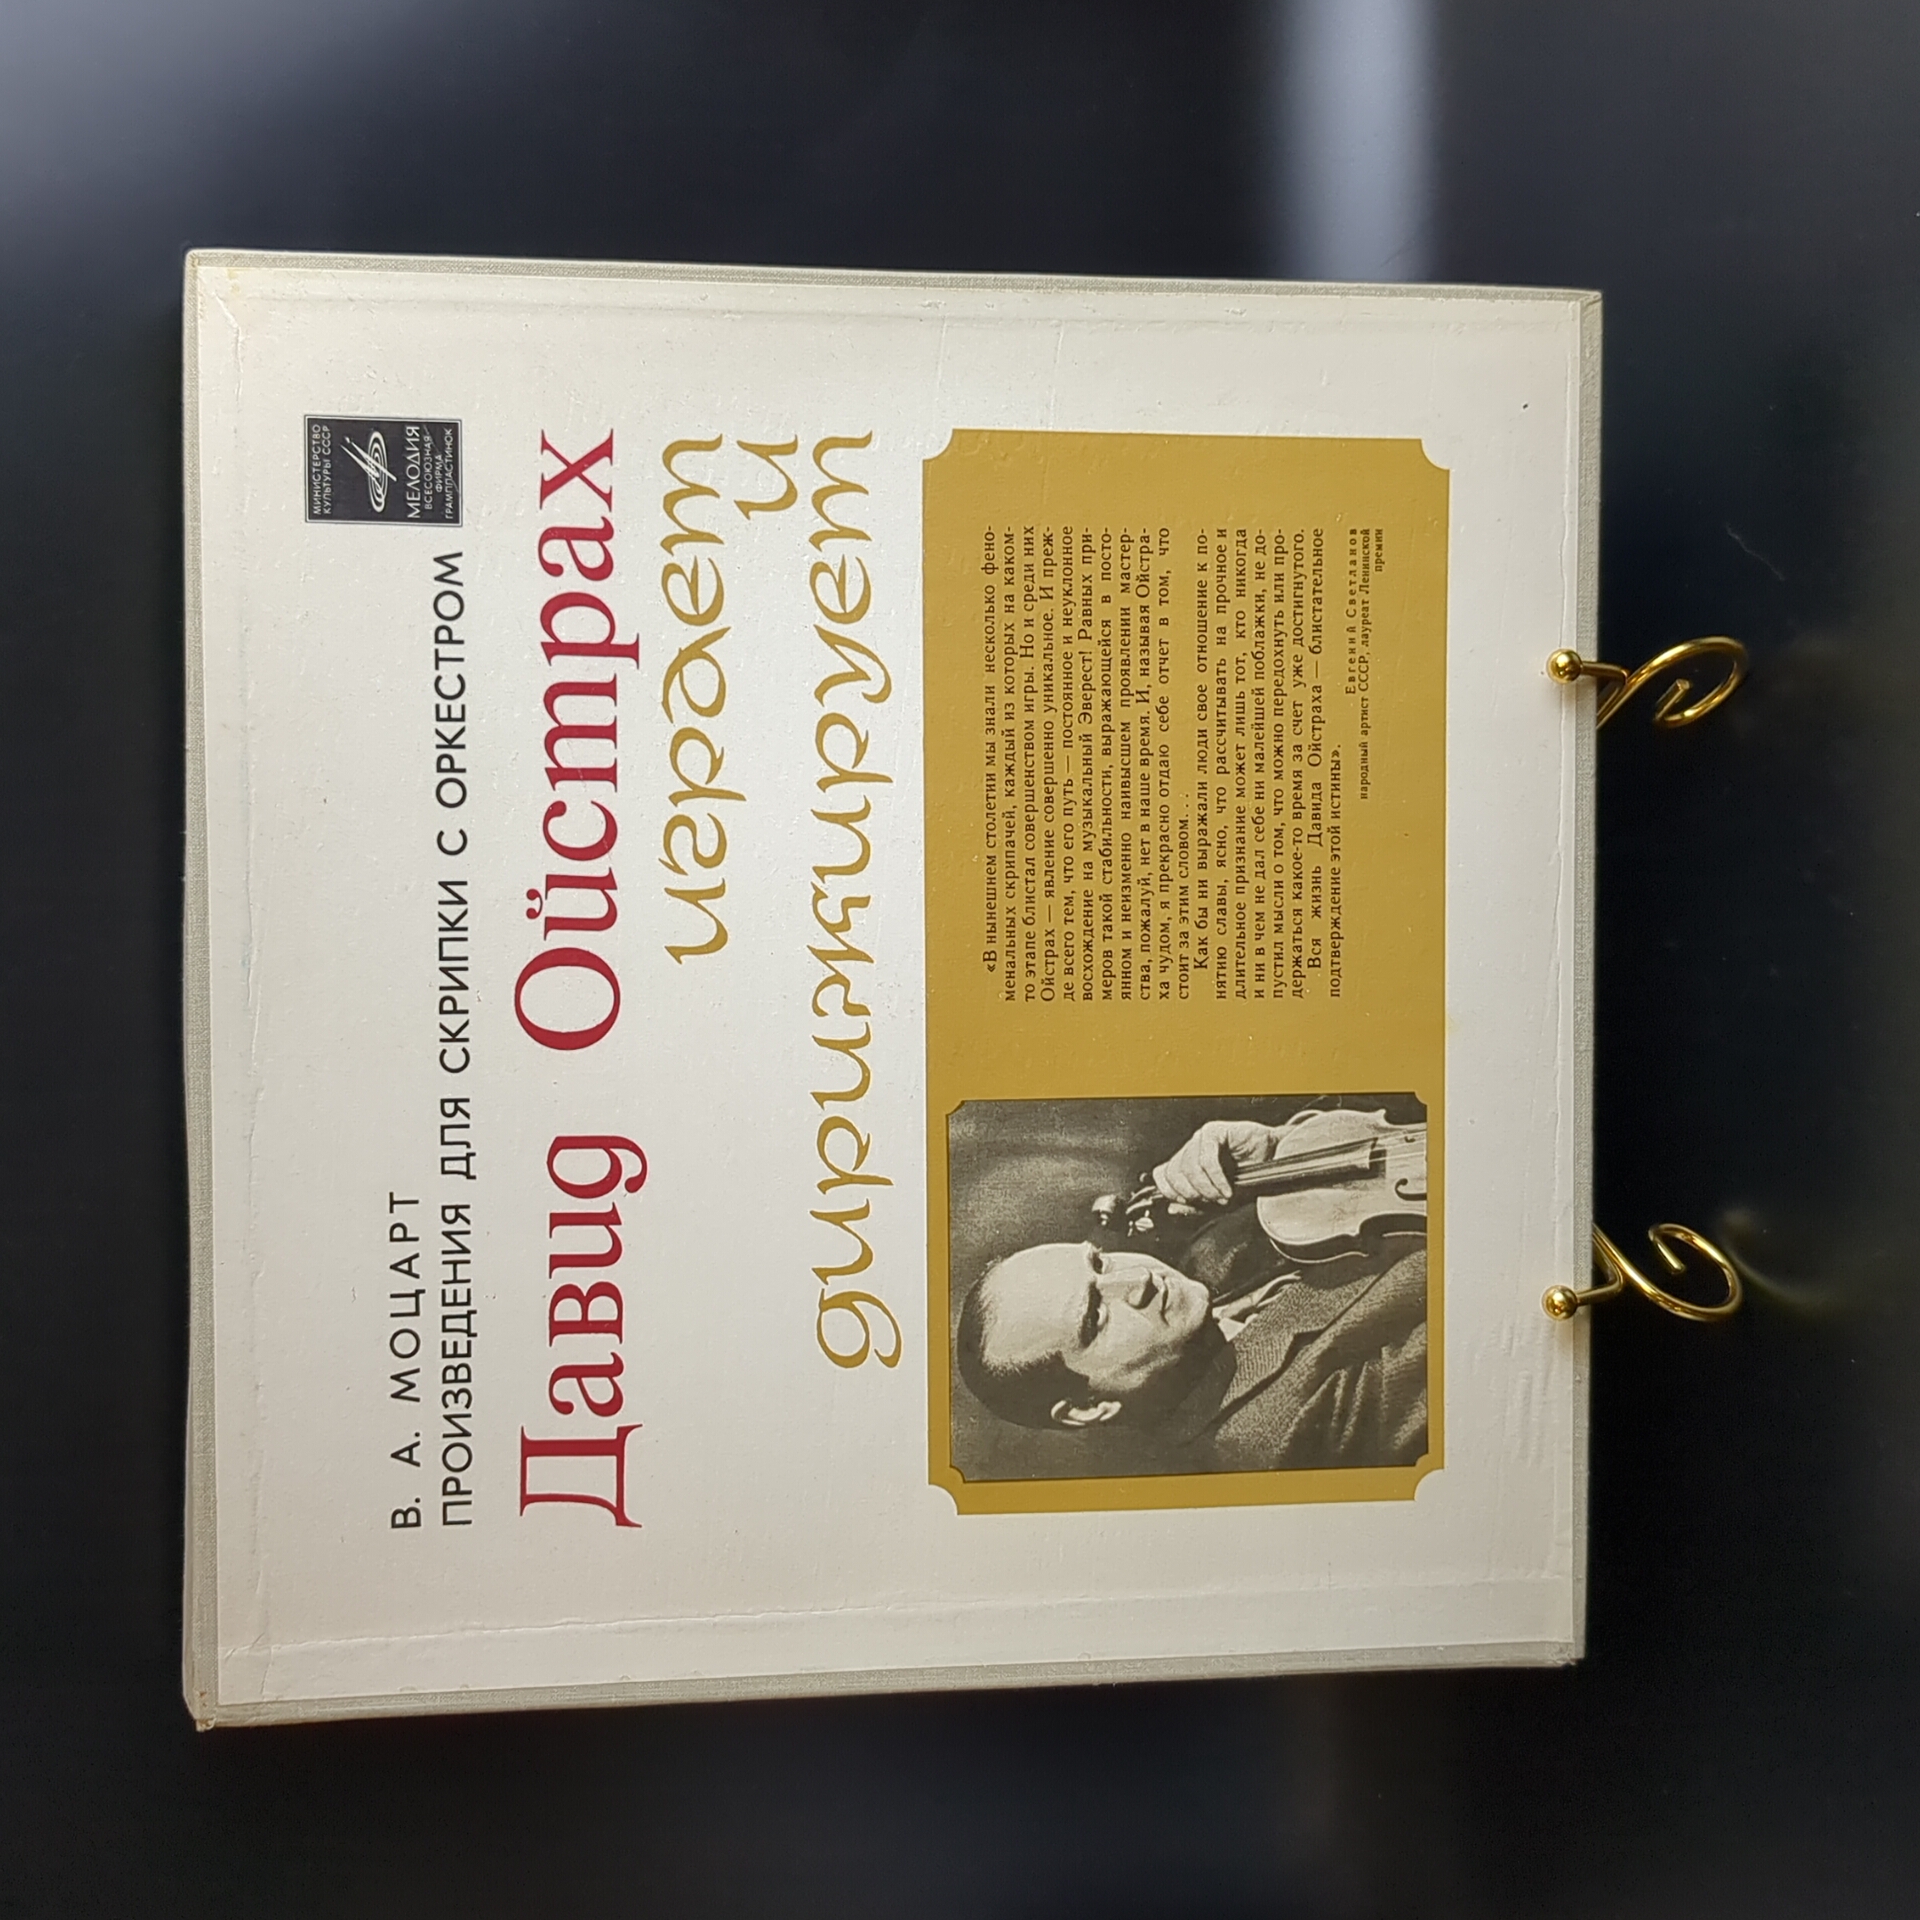 МИНИСТЕРСТВО
КУЛЬТУРЫ СССР
МЕЛОДИЯ
ВСЕСОЮЗНАЯ
ФИРМА
ГРАМПЛАСТИНОК
В. А. МОЦАРТ
ПРОИЗВЕДЕНИЯ ДЛЯ СКРИПКИ С ОРКЕСТРОМ
Давид Ойстрах
играет
и
дирижирует
«В нынешнем столетии мы знали несколько фено-
менальных скрипачей, каждый из которых на каком-
то этапе блистал совершенством игры. Но и среди них
Ойстрах — явление совершенно уникальное. И преж-
де всего тем, что его путь — постоянное и неуклонное
восхождение на музыкальный Эверест! Равных при-
меров такой стабильности, выражающейся в посто-
янном и неизменно наивысшем проявлении мастер-
ства, пожалуй, нет в наше время. И, называя Ойстра-
ха чудом, я прекрасно отдаю себе отчет в том, что
стоит за этим словом...
Как бы ни выражали люди свое отношение к по-
нятию славы, ясно, что рассчитывать на прочное и
длительное признание может лишь тот, кто никогда
и ни в чем не дал себе ни малейшей поблажки, не до-
пустил мысли о том, что можно передохнуть или про-
держаться какое-то время за счет уже достигнутого.
Вся жизнь Давида Ойстраха — блистательное
подтверждение этой истины».
Евгений Светланов
народный артист СССР, лауреат Ленинской
премии